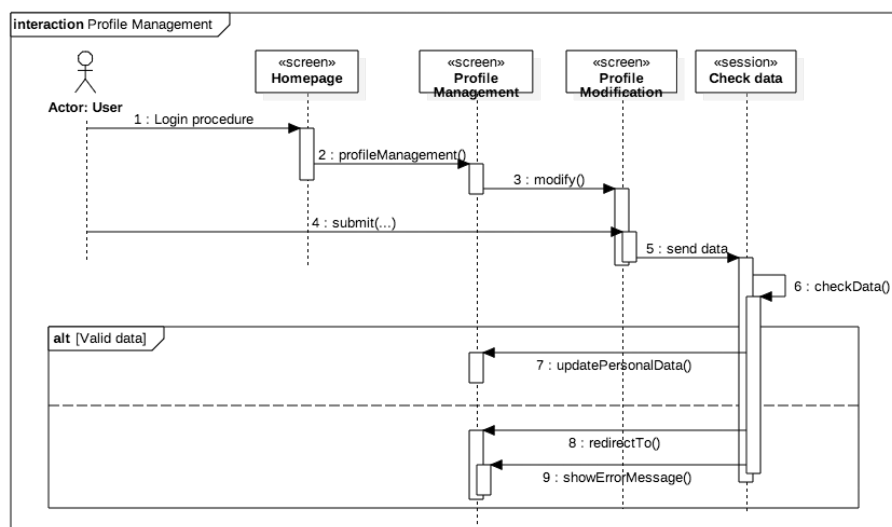 interaction Profile Management
«screen»
Homepage
«screen»
Profile
Management
«screen»
Profile
Modification
«session»
Check data
Actor: User
1 : Login procedure
2 : profileManagement()
3 : modify()
4 : submit(...)
5 : send data
6 : checkData()
alt [Valid data]
7 : updatePersonalData()
8 : redirectTo()
9 : showErrorMessage()